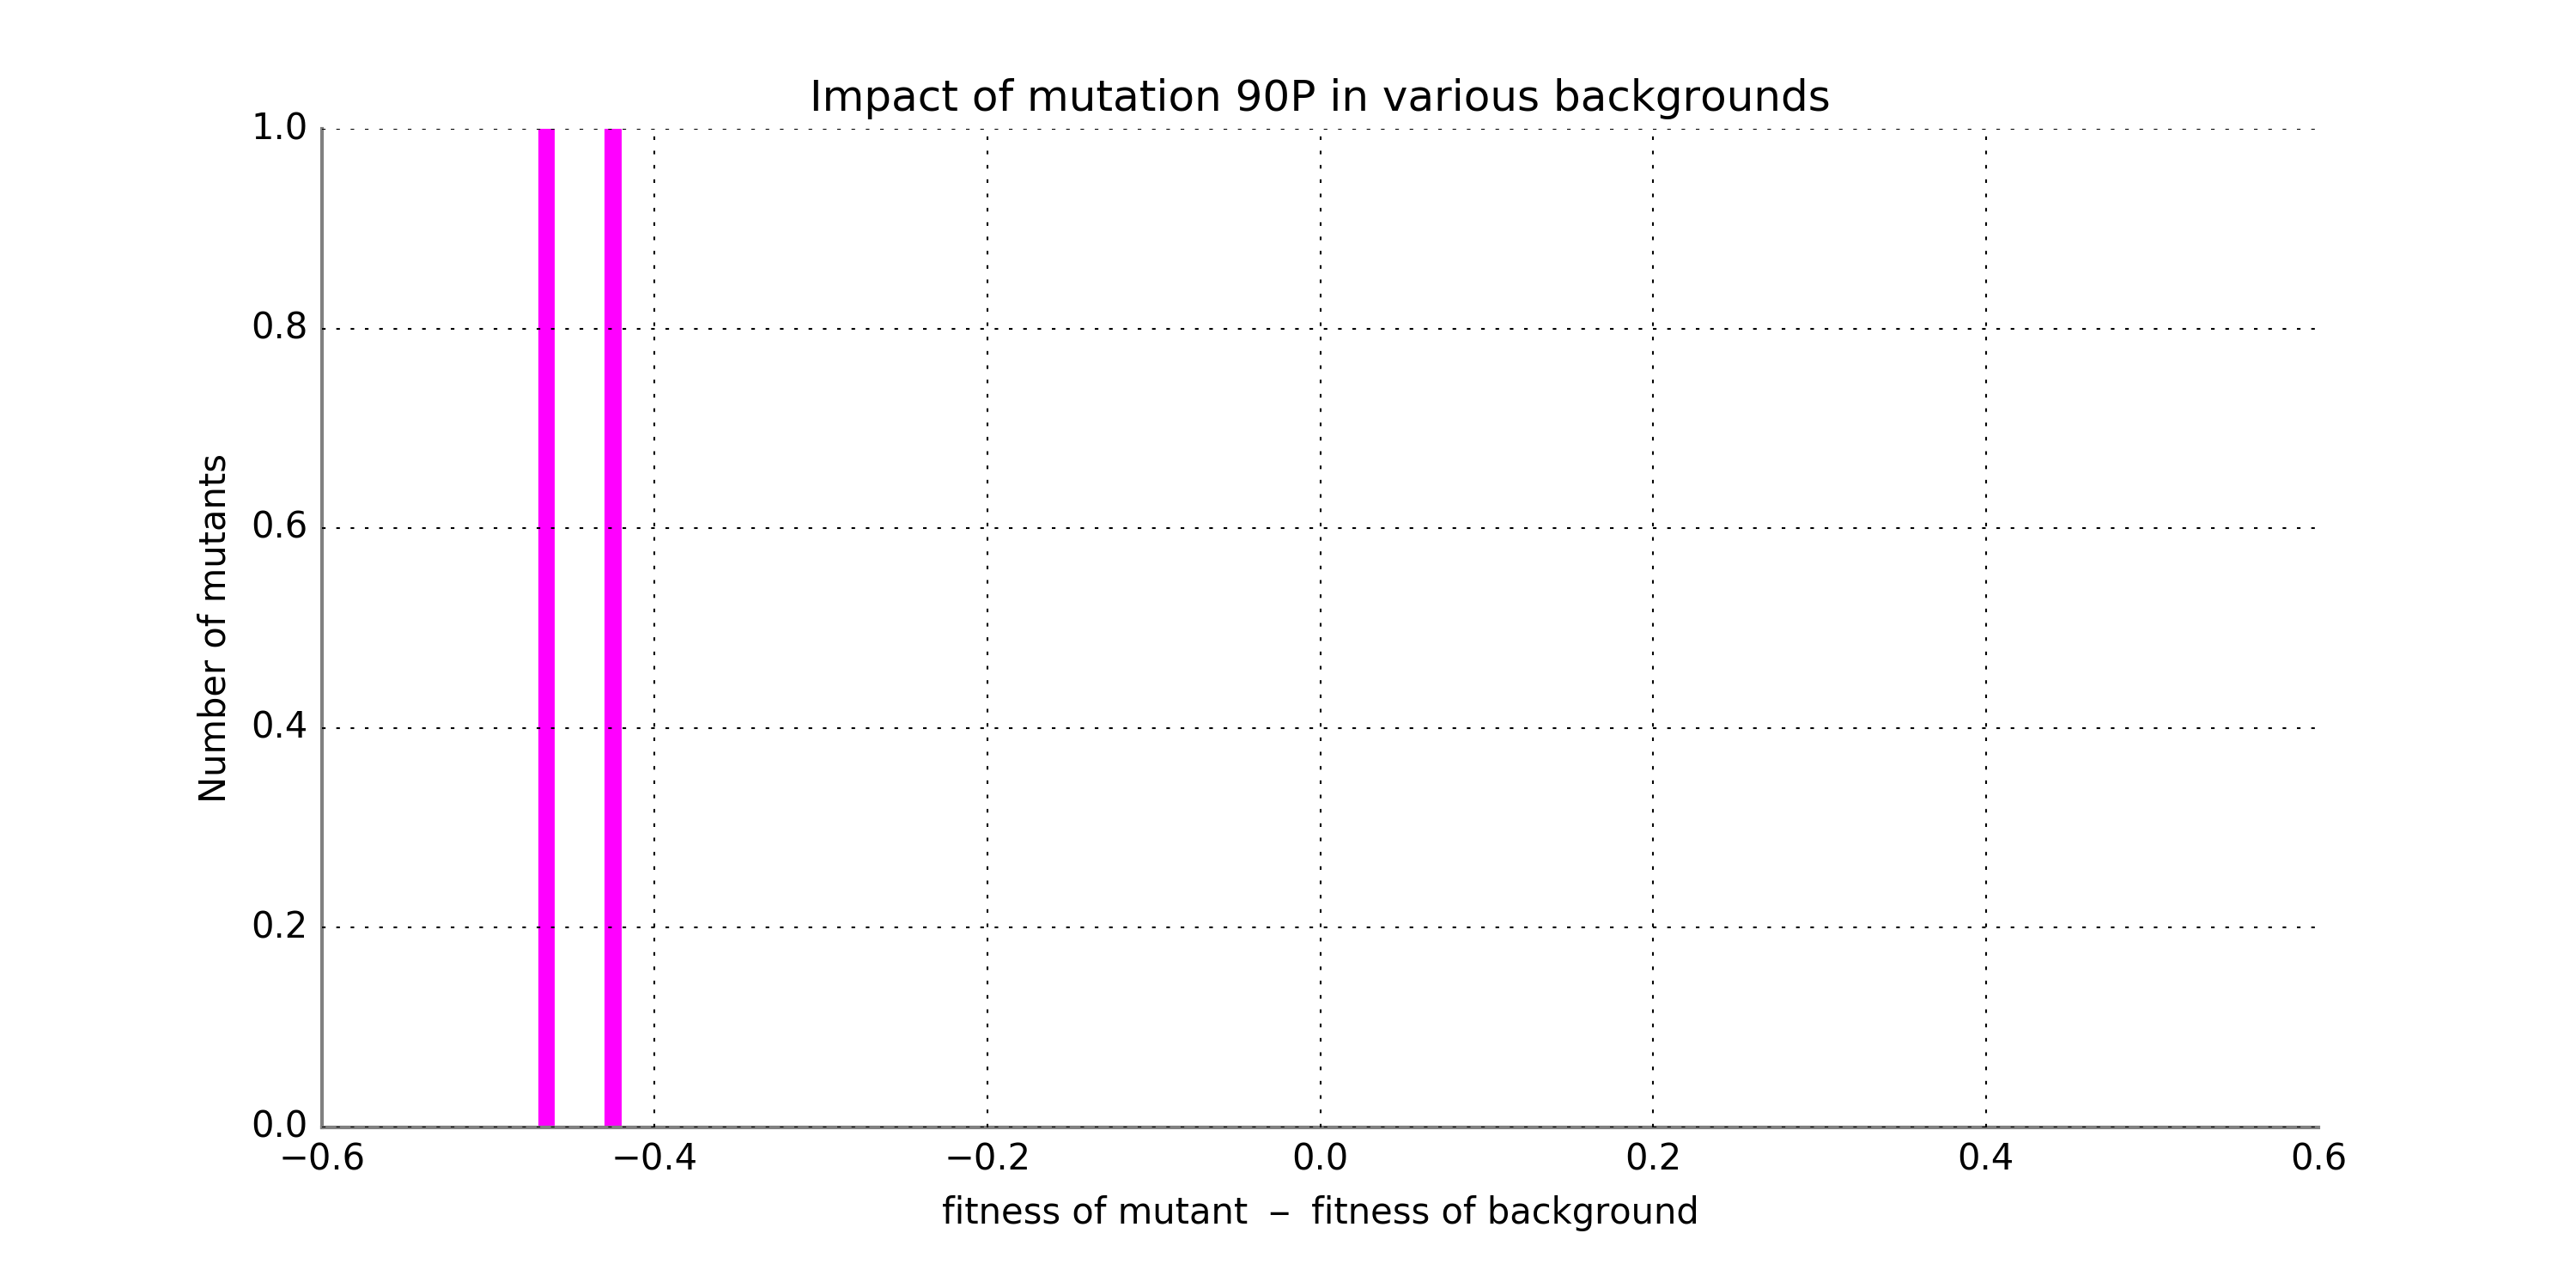 Impact of mutation 90P in various backgrounds
1.0
0.8
0.6
0.4
0.2
0.0
Number of mutants
−0.6 −0.4 −0.2 0.0 0.2 0.4 0.6
fitness of mutant − fitness of background